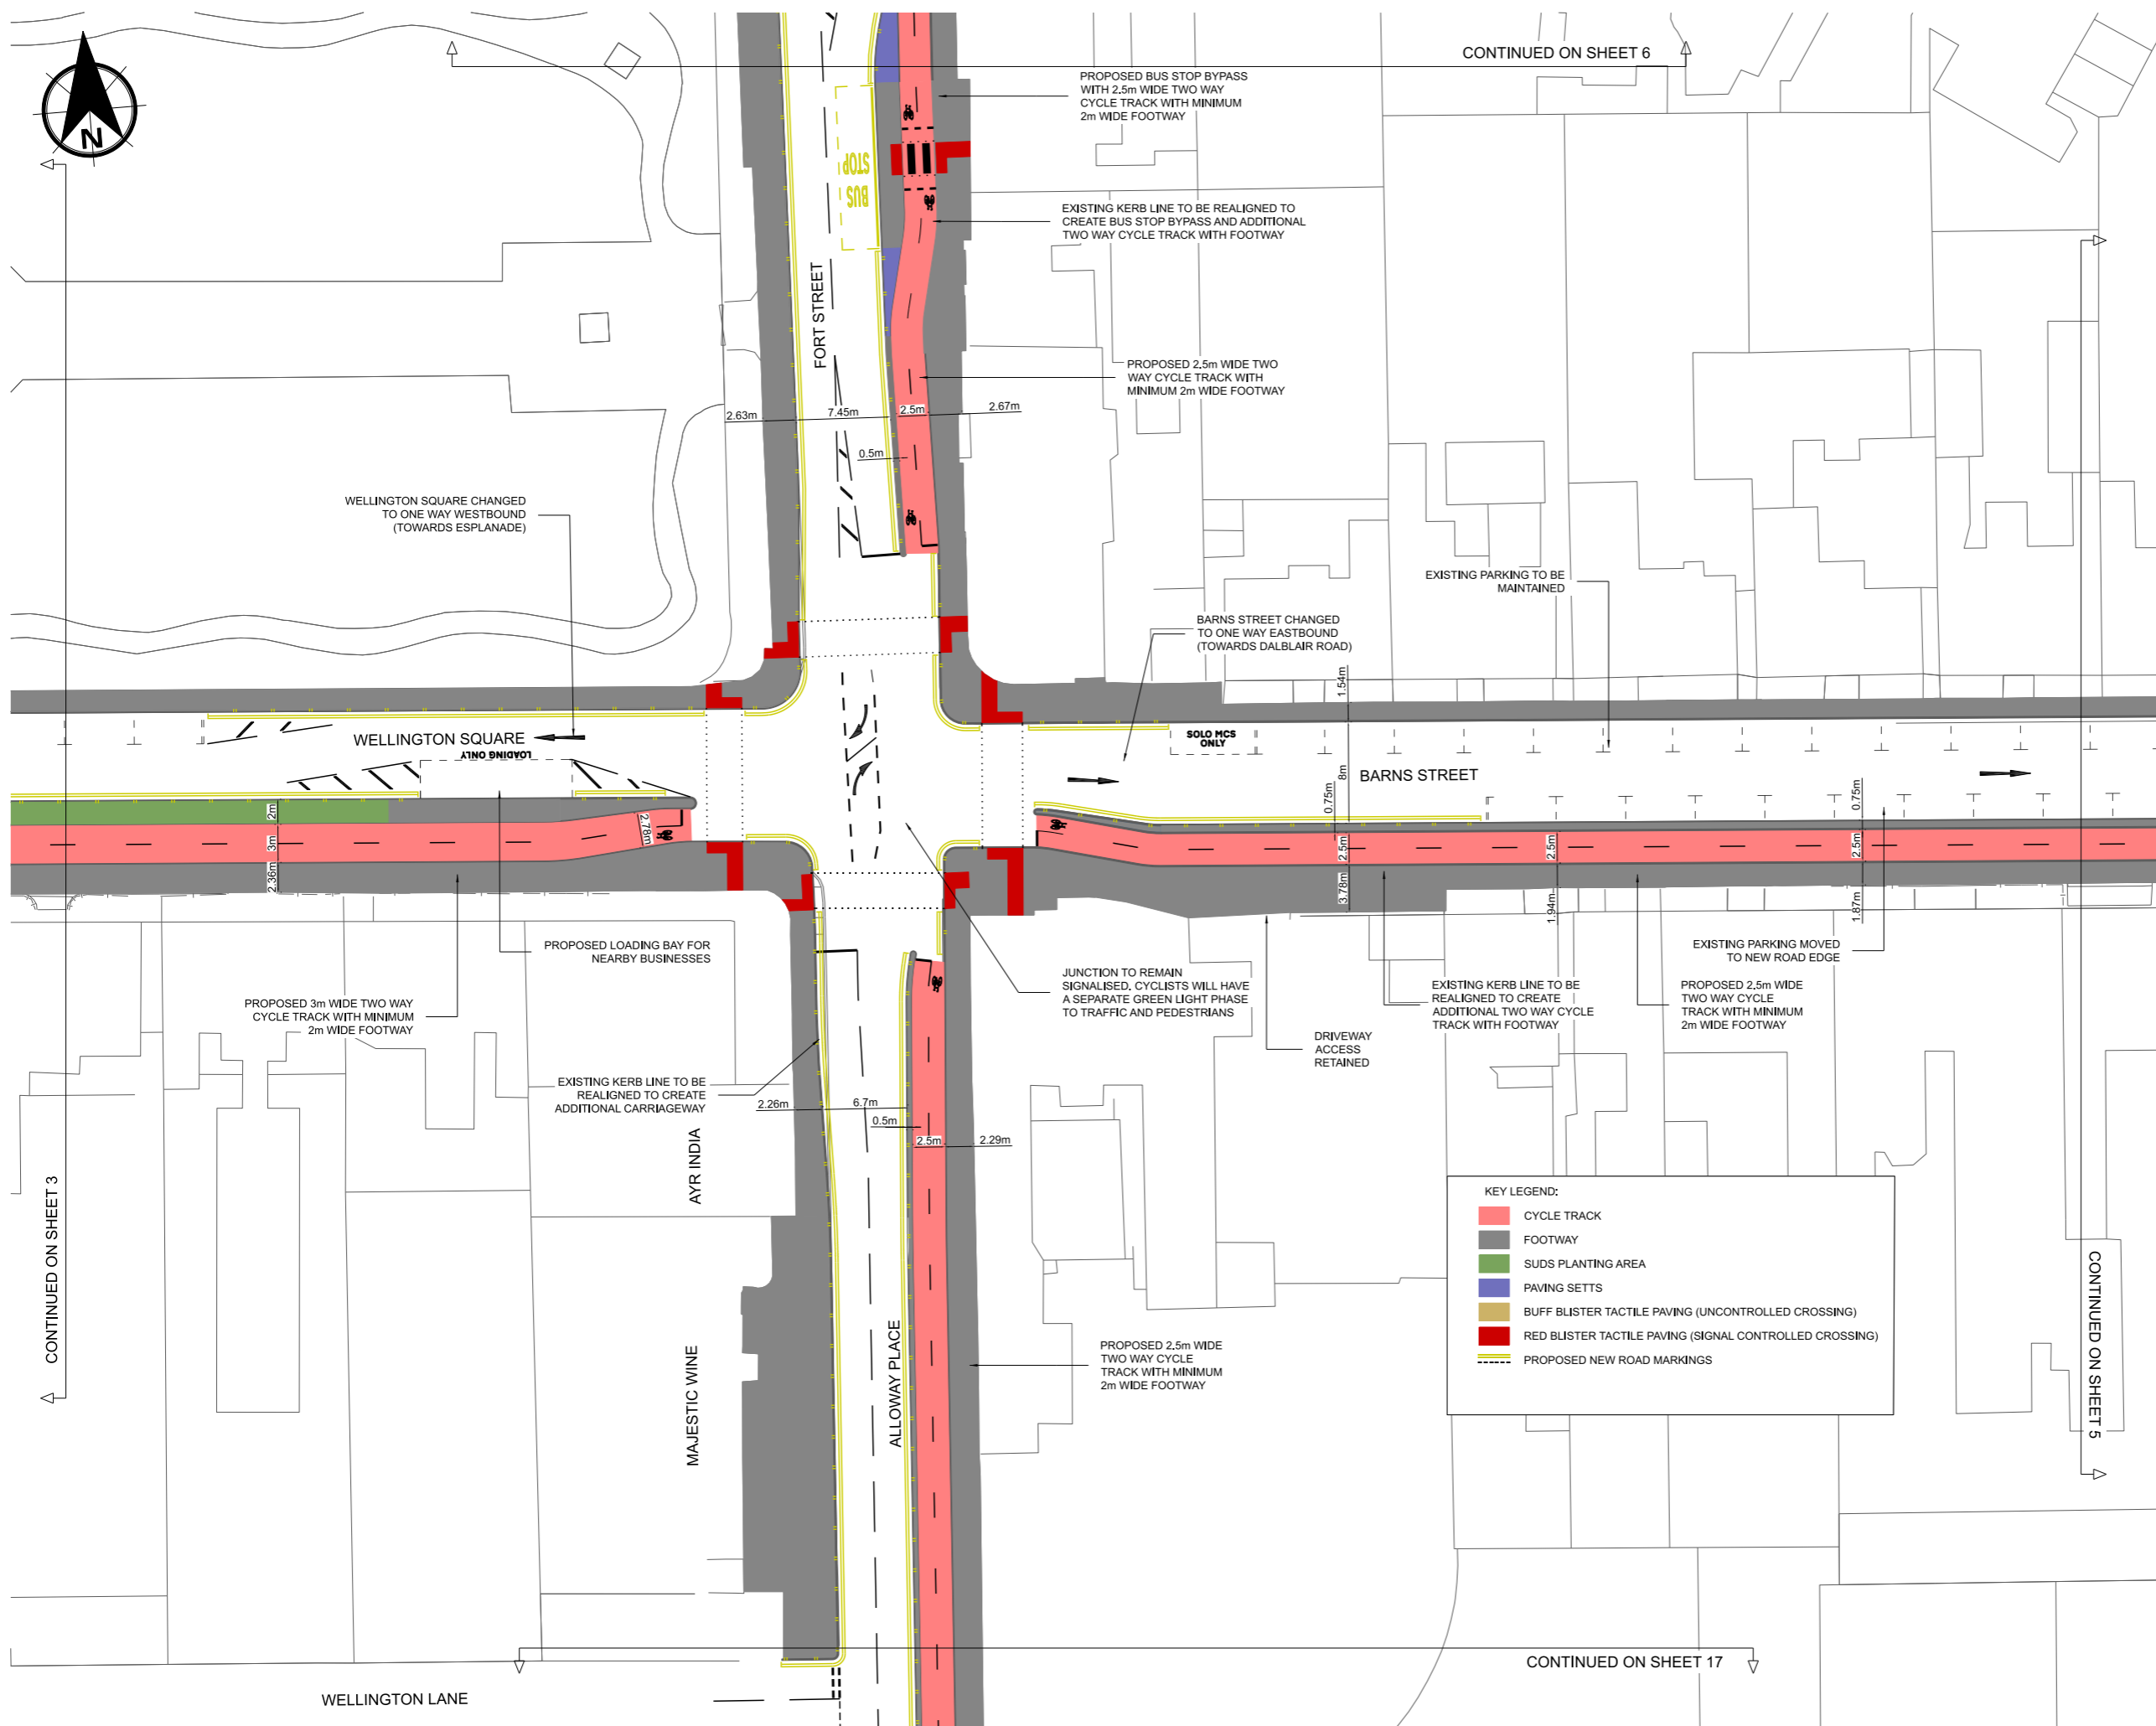 CONTINUED ON SHEET 6
N
PROPOSED BUS STOP BYPASS
WITH 2.5m WIDE TWO WAY
CYCLE TRACK WITH MINIMUM
2m WIDE FOOTWAY
BUS
STOP
EXISTING KERB LINE TO BE REALIGNED TO
CREATE BUS STOP BYPASS AND ADDITIONAL
TWO WAY CYCLE TRACK WITH FOOTWAY
FORT STREET
PROPOSED 2.5m WIDE TWO
WAY CYCLE TRACK WITH
MINIMUM 2m WIDE FOOTWAY
2.63m
7.45m
2.5m
2.67m
0.5m
WELLINGTON SQUARE CHANGED
TO ONE WAY WESTBOUND
(TOWARDS ESPLANADE)
EXISTING PARKING TO BE
MAINTAINED
BARNS STREET CHANGED
TO ONE WAY EASTBOUND
(TOWARDS DALBLAIR ROAD)
1.54m
WELLINGTON SQUARE
LOADING ONLY
SOLO MCS
ONLY
8m
BARNS STREET
0.75m
0.75m
2m
3m
2.36m
2.78m
2.5m
3.78m
2.5m
1.94m
2.5m
1.87m
PROPOSED LOADING BAY FOR
NEARBY BUSINESSES
EXISTING PARKING MOVED
TO NEW ROAD EDGE
JUNCTION TO REMAIN
SIGNALISED. CYCLISTS WILL HAVE
A SEPARATE GREEN LIGHT PHASE
TO TRAFFIC AND PEDESTRIANS
EXISTING KERB LINE TO BE
REALIGNED TO CREATE
ADDITIONAL TWO WAY CYCLE
TRACK WITH FOOTWAY
PROPOSED 2.5m WIDE
TWO WAY CYCLE
TRACK WITH MINIMUM
2m WIDE FOOTWAY
PROPOSED 3m WIDE TWO WAY
CYCLE TRACK WITH MINIMUM
2m WIDE FOOTWAY
DRIVEWAY
ACCESS
RETAINED
EXISTING KERB LINE TO BE
REALIGNED TO CREATE
ADDITIONAL CARRIAGEWAY
2.26m
6.7m
0.5m
2.5m
2.29m
AYR INDIA
CONTINUED ON SHEET 3
KEY LEGEND:
CYCLE TRACK
FOOTWAY
SUDS PLANTING AREA
PAVING SETTS
BUFF BLISTER TACTILE PAVING (UNCONTROLLED CROSSING)
RED BLISTER TACTILE PAVING (SIGNAL CONTROLLED CROSSING)
PROPOSED NEW ROAD MARKINGS
CONTINUED ON SHEET 5
MAJESTIC WINE
ALLOWAY PLACE
PROPOSED 2.5m WIDE
TWO WAY CYCLE
TRACK WITH MINIMUM
2m WIDE FOOTWAY
CONTINUED ON SHEET 17
WELLINGTON LANE